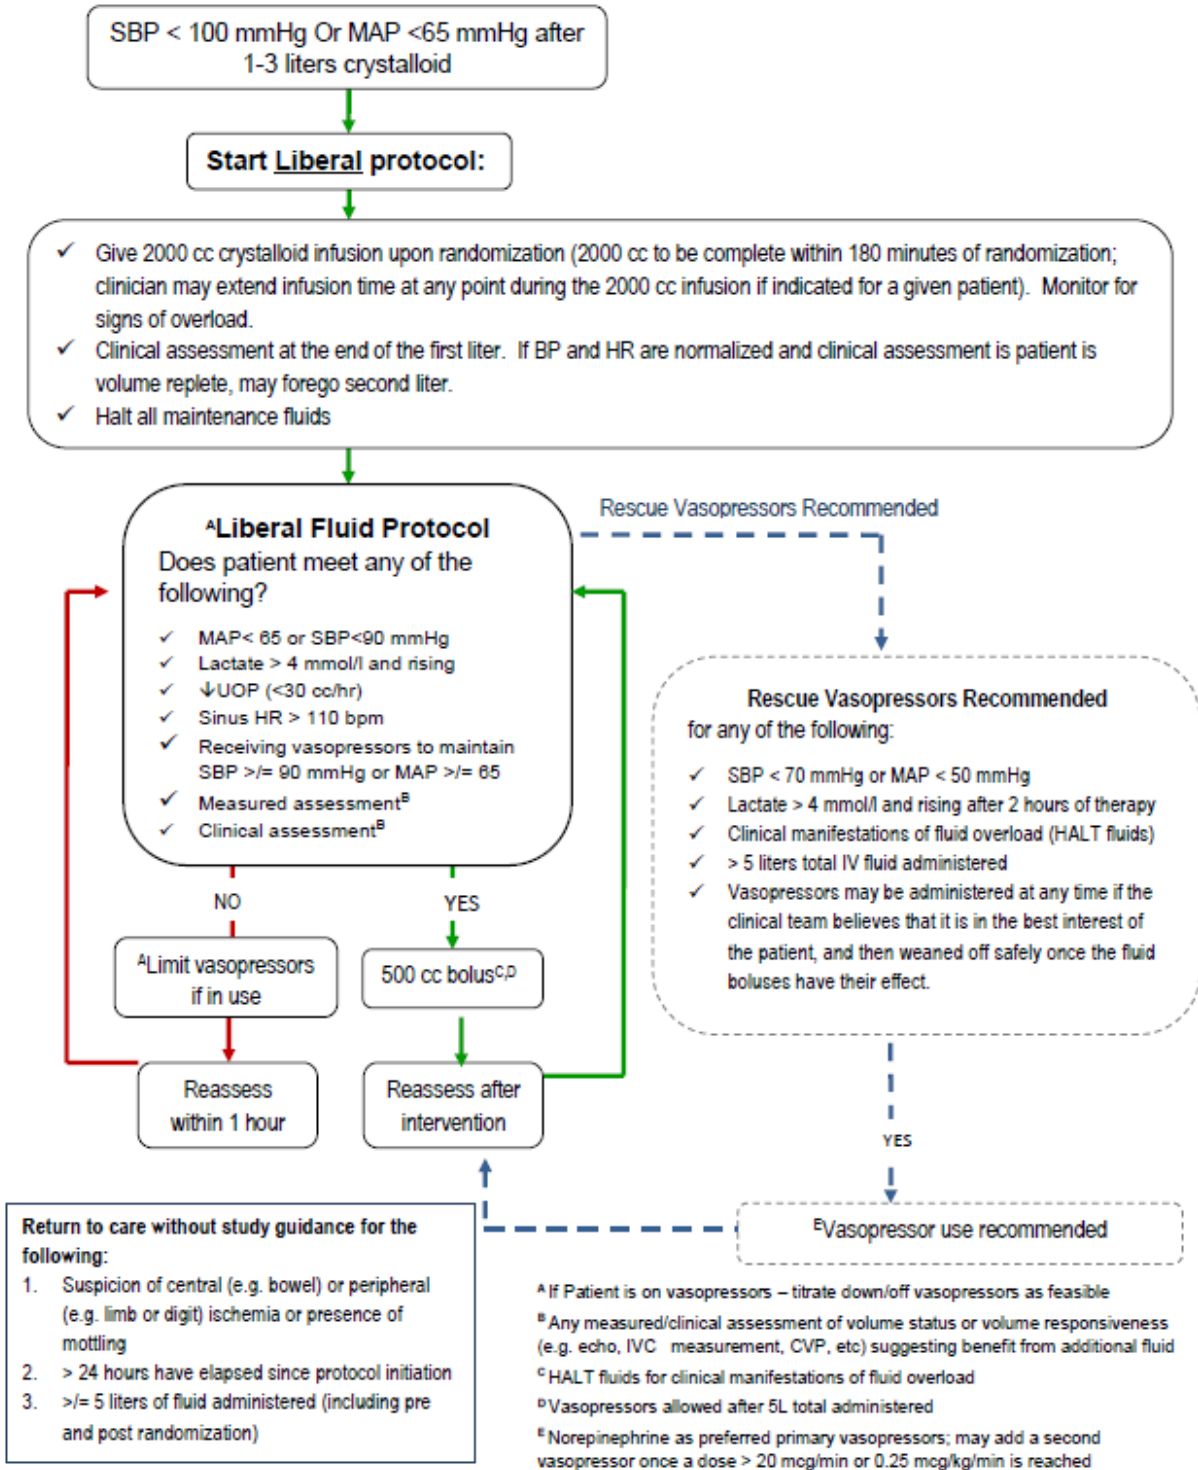 SBP < 100 mmHg Or MAP <65 mmHg after
1-3 liters crystalloid
Start Liberal protocol:
✓ Give 2000 cc crystalloid infusion upon randomization (2000 cc to be complete within 180 minutes of randomization;
clinician may extend infusion time at any point during the 2000 cc infusion if indicated for a given patient). Monitor for
signs of overload.
✓ Clinical assessment at the end of the first liter. If BP and HR are normalized and clinical assessment is patient is
volume replete, may forego second liter.
✓ Halt all maintenance fluids
ᴬLiberal Fluid Protocol
Does patient meet any of the
following?
✓ MAP< 65 or SBP<90 mmHg
✓ Lactate > 4 mmol/l and rising
✓ ↓UOP (<30 cc/hr)
✓ Sinus HR > 110 bpm
✓ Receiving vasopressors to maintain
SBP >/= 90 mmHg or MAP >/= 65
✓ Measured assessmentᴮ
✓ Clinical assessmentᴮ
Rescue Vasopressors Recommended
Rescue Vasopressors Recommended
for any of the following:
✓ SBP < 70 mmHg or MAP < 50 mmHg
✓ Lactate > 4 mmol/l and rising after 2 hours of therapy
✓ Clinical manifestations of fluid overload (HALT fluids)
✓ > 5 liters total IV fluid administered
✓ Vasopressors may be administered at any time if the
clinical team believes that it is in the best interest of
the patient, and then weaned off safely once the fluid
boluses have their effect.
NO
YES
ᴬLimit vasopressors
if in use
500 cc bolusᶜ,ᴰ
Reassess
within 1 hour
Reassess after
intervention
YES
ᴱVasopressor use recommended
Return to care without study guidance for the
following:
1. Suspicion of central (e.g. bowel) or peripheral
(e.g. limb or digit) ischemia or presence of
mottling
2. > 24 hours have elapsed since protocol initiation
3. >/= 5 liters of fluid administered (including pre
and post randomization)
ᴬ If Patient is on vasopressors – titrate down/off vasopressors as feasible
ᴮ Any measured/clinical assessment of volume status or volume responsiveness
(e.g. echo, IVC measurement, CVP, etc) suggesting benefit from additional fluid
ᶜ HALT fluids for clinical manifestations of fluid overload
ᴰ Vasopressors allowed after 5L total administered
ᴱ Norepinephrine as preferred primary vasopressors; may add a second
vasopressor once a dose > 20 mcg/min or 0.25 mcg/kg/min is reached